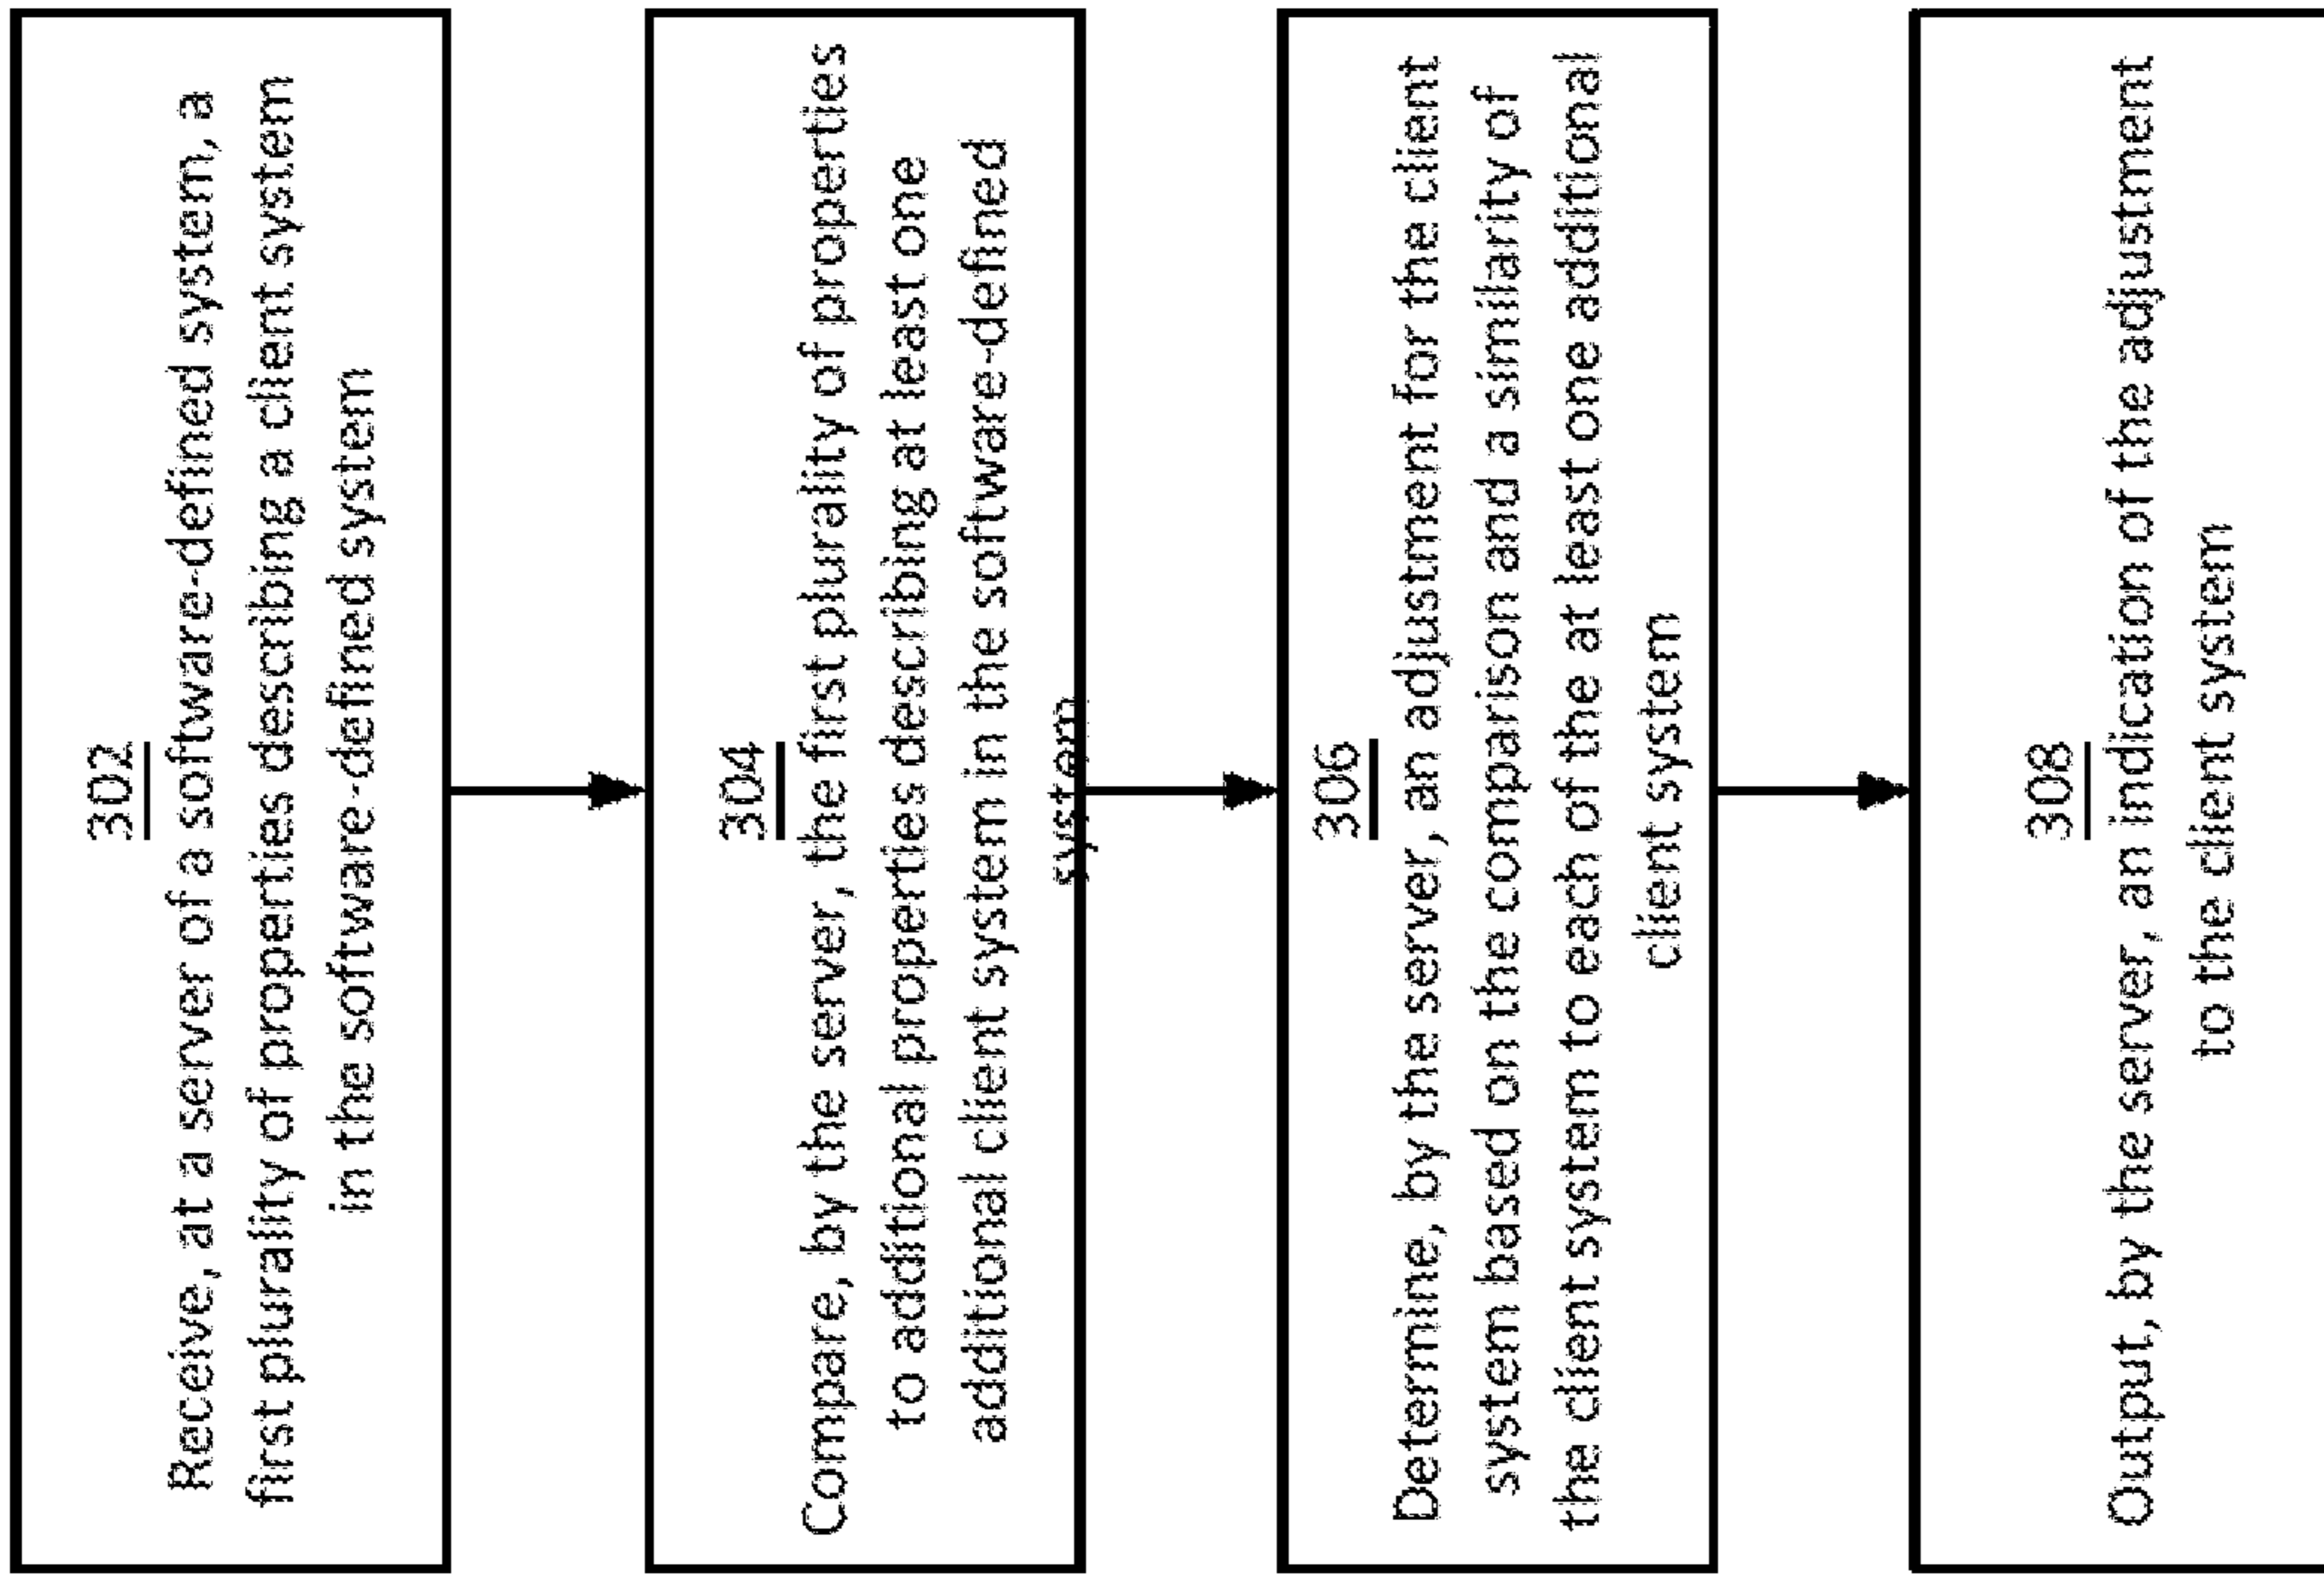 302
Receive, at a server of a software-defined system, a
first plurality of properties describing a client system
in the software-defined system
304
Compare, by the server, the first plurality of properties
to additional properties describing at least one
additional client system in the software-defined
system
306
Determine, by the server, an adjustment for the client
system based on the comparison and a similarity of
the client system to each of the at least one additional
client system
308
Output, by the server, an indication of the adjustment
to the client system